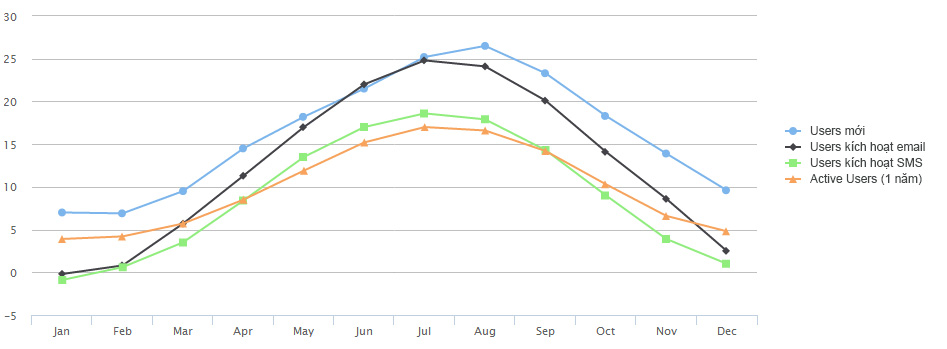 30
25
20
15
10
5
0
−5
Jan Feb Mar Apr May Jun Jul Aug Sep Oct Nov Dec
Users mới
Users kích hoạt email
Users kích hoạt SMS
Active Users (1 năm)